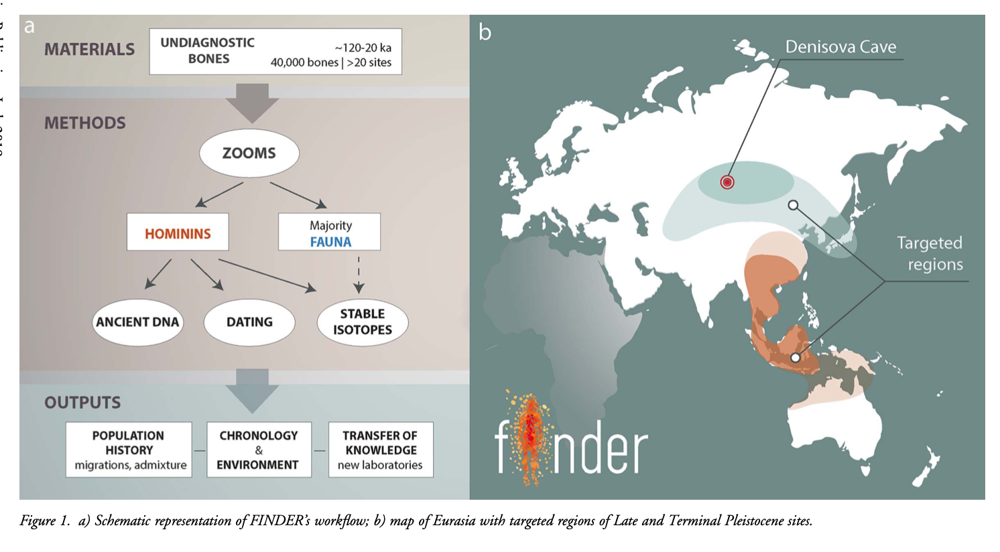 a
MATERIALS
UNDIAGNOSTIC
BONES
~120-20 ka
40,000 bones | >20 sites
METHODS
ZOOMS
HOMININS
Majority
FAUNA
ANCIENT DNA
DATING
STABLE
ISOTOPES
OUTPUTS
POPULATION
HISTORY
migrations, admixture
CHRONOLOGY
&
ENVIRONMENT
TRANSFER OF
KNOWLEDGE
new laboratories
b
Denisova Cave
Targeted
regions
finder
Figure 1. a) Schematic representation of FINDER's workflow; b) map of Eurasia with targeted regions of Late and Terminal Pleistocene sites.